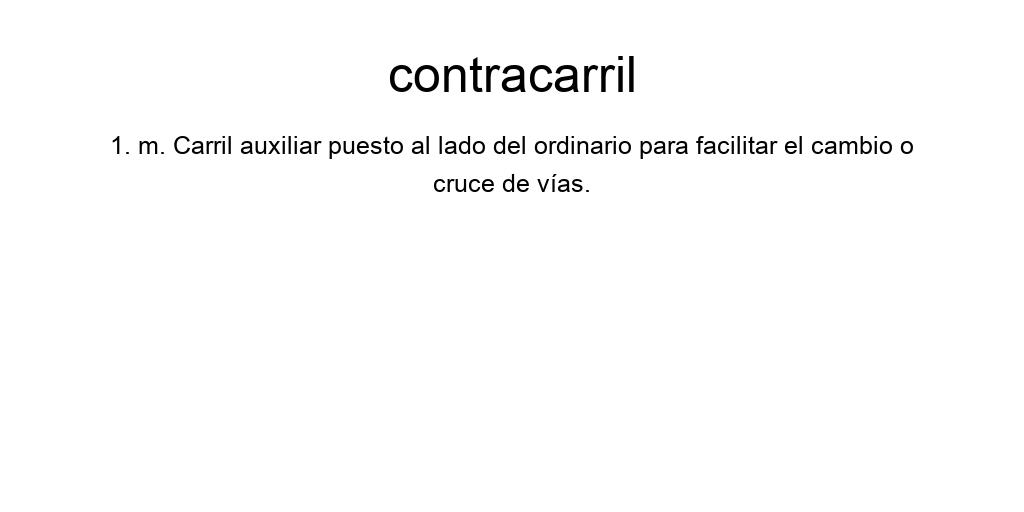 contracarril
1. m. Carril auxiliar puesto al lado del ordinario para facilitar el cambio o
cruce de vías.